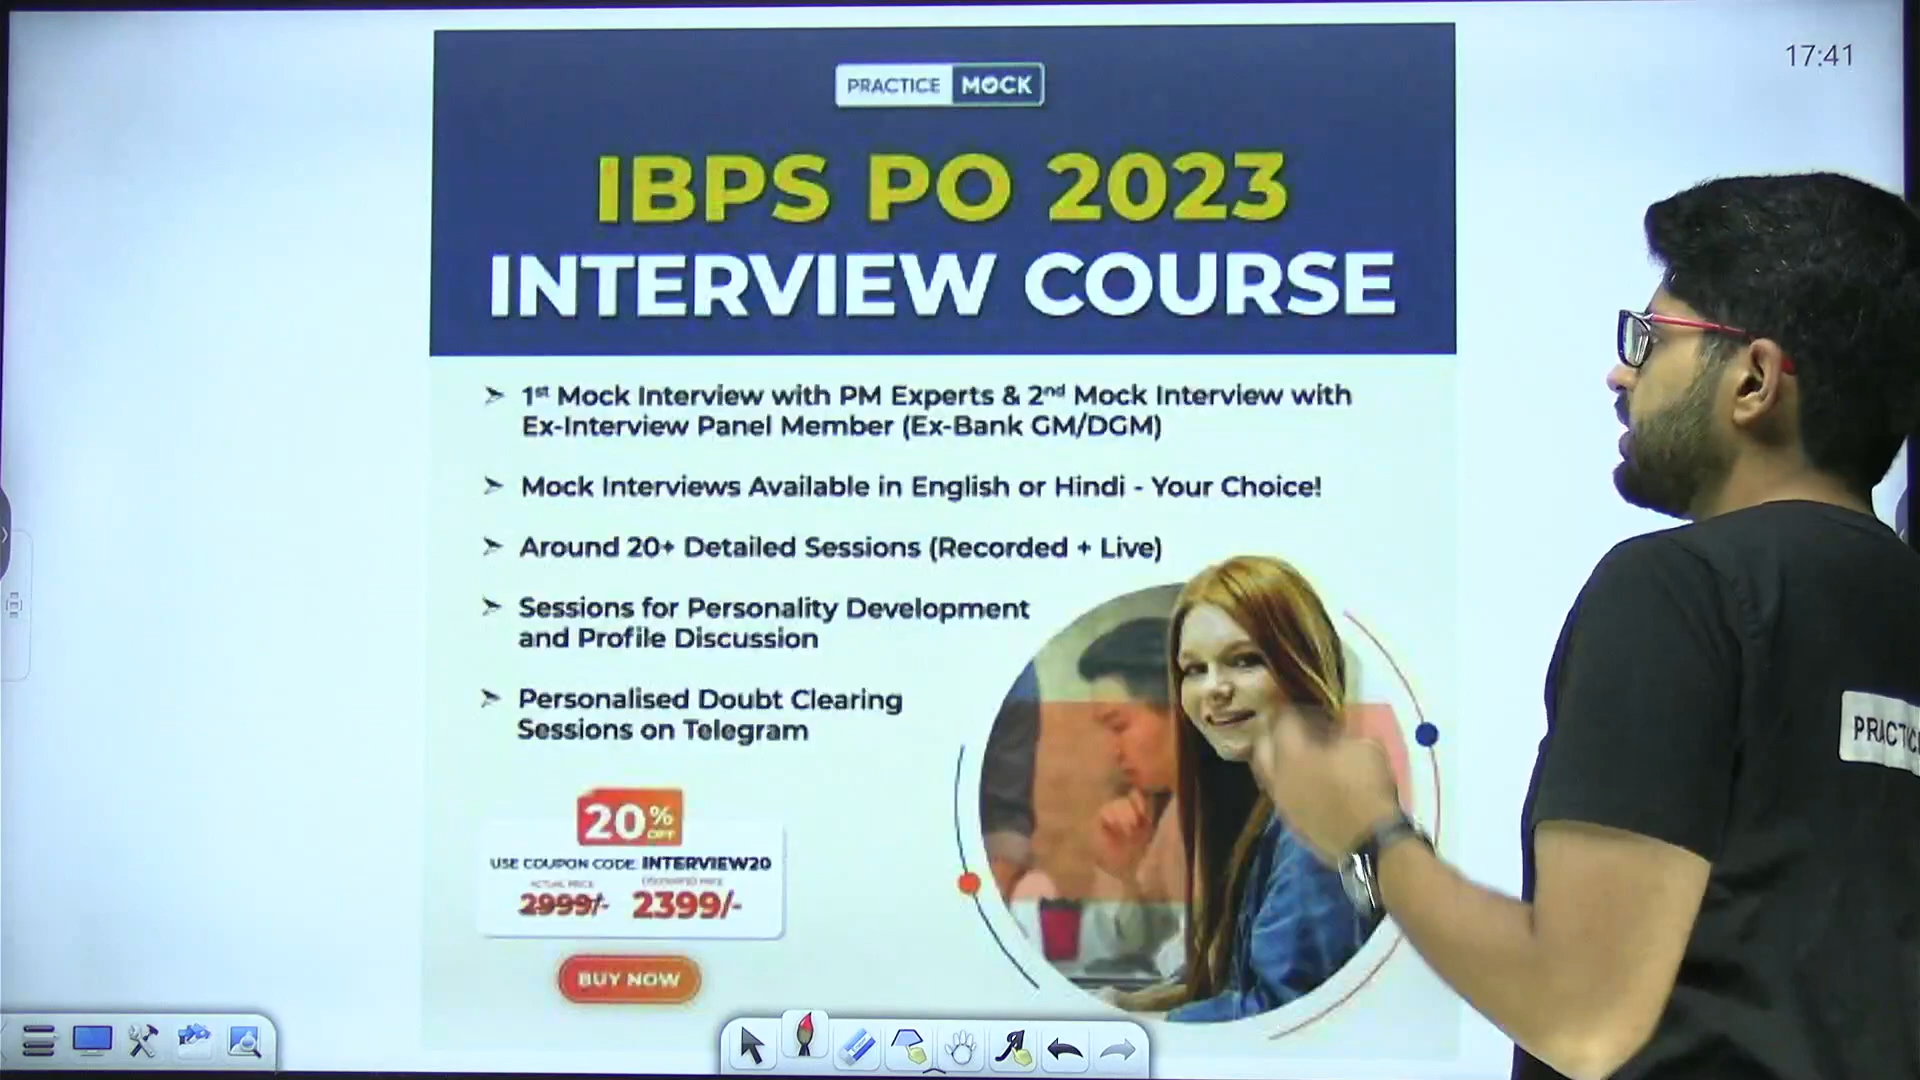 17:41
PRACTICE MOCK
IBPS PO 2023
INTERVIEW COURSE
1st Mock Interview with PM Experts & 2nd Mock Interview with
Ex-Interview Panel Member (Ex-Bank GM/DGM)
Mock Interviews Available in English or Hindi - Your Choice!
Around 20+ Detailed Sessions (Recorded + Live)
Sessions for Personality Development
and Profile Discussion
Personalised Doubt Clearing
Sessions on Telegram
20% OFF
USE COUPON CODE: INTERVIEW20
ACTUAL PRICE DISCOUNTED PRICE
2999/- 2399/-
BUY NOW
PRACTICE